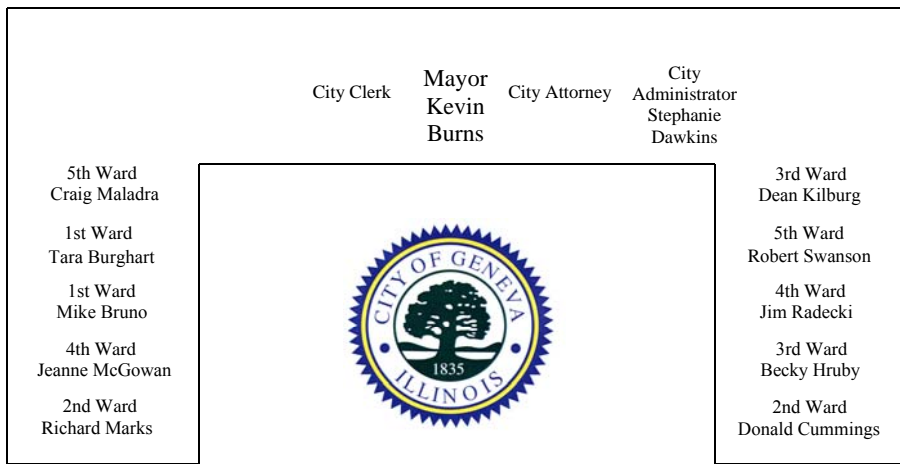 City Clerk
Mayor
Kevin
Burns
City Attorney
City
Administrator
Stephanie
Dawkins
5th Ward
Craig Maladra
1st Ward
Tara Burghart
1st Ward
Mike Bruno
4th Ward
Jeanne McGowan
2nd Ward
Richard Marks
CITY OF GENEVA
1835
ILLINOIS
3rd Ward
Dean Kilburg
5th Ward
Robert Swanson
4th Ward
Jim Radecki
3rd Ward
Becky Hruby
2nd Ward
Donald Cummings